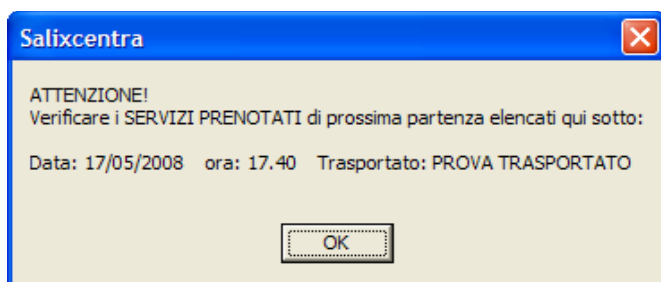 Salixcentra
ATTENZIONE!
Verificare i SERVIZI PRENOTATI di prossima partenza elencati qui sotto:
Data: 17/05/2008 ora: 17.40 Trasportato: PROVA TRASPORTATO
OK